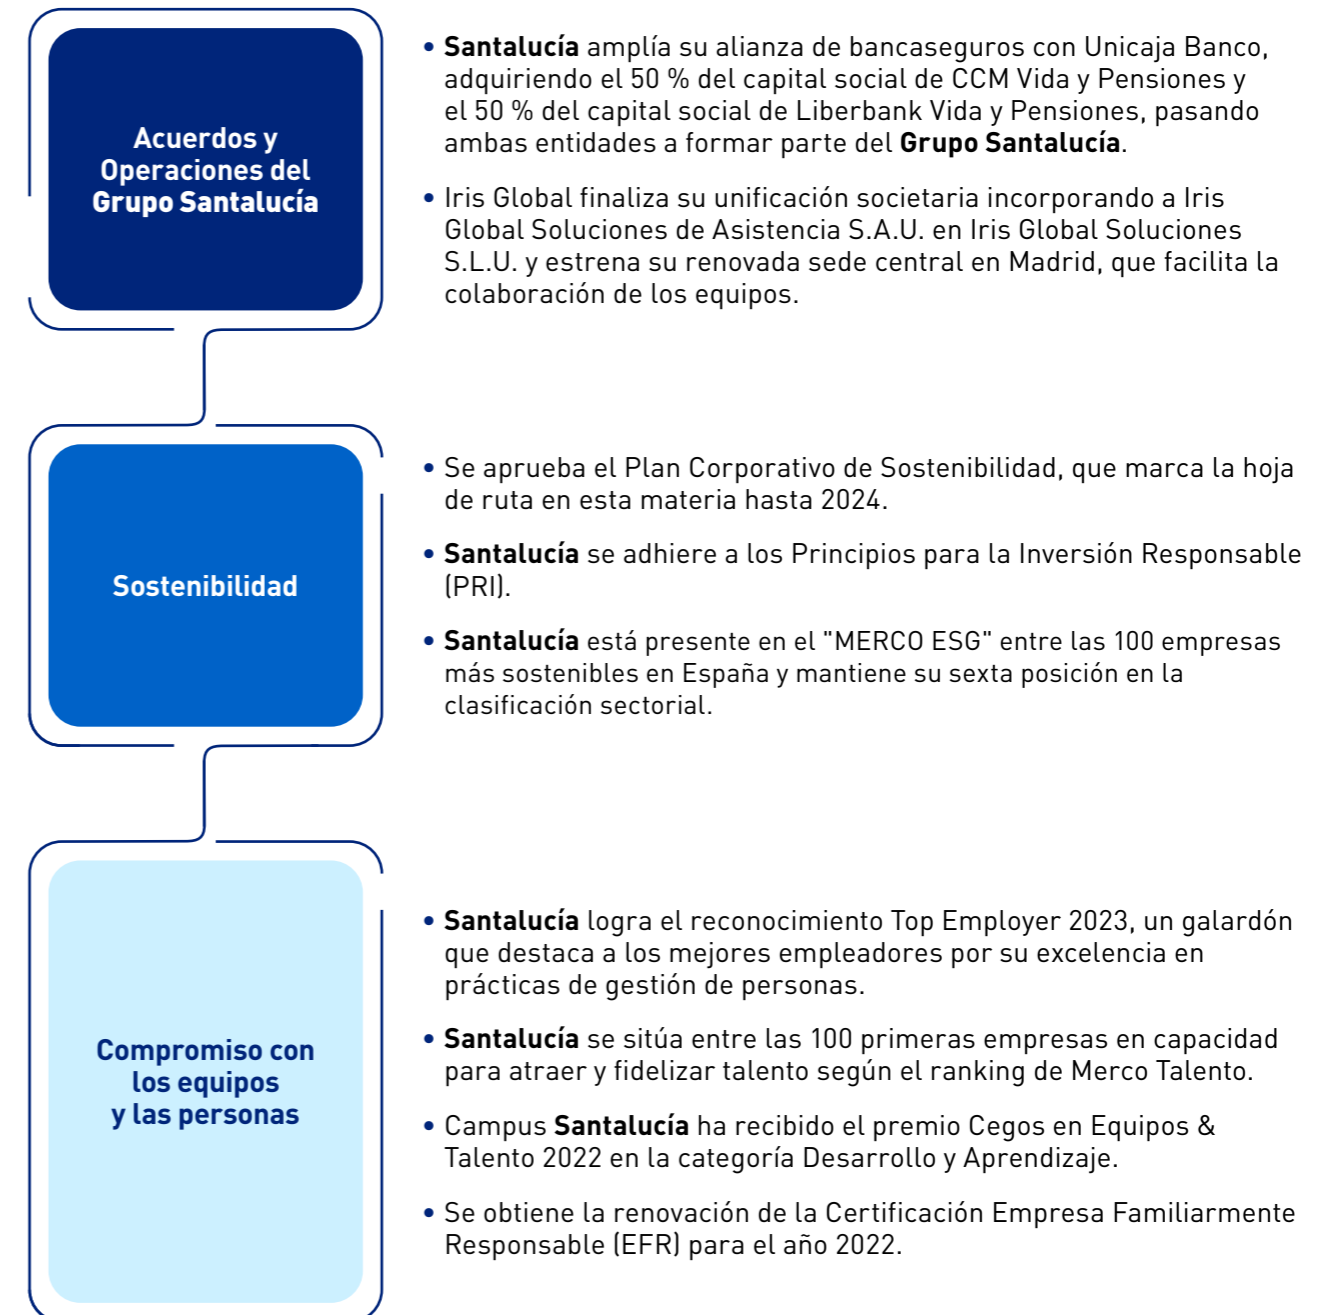 Acuerdos y
Operaciones del
Grupo Santalucía
• Santalucía amplía su alianza de bancaseguros con Unicaja Banco,
adquiriendo el 50 % del capital social de CCM Vida y Pensiones y
el 50 % del capital social de Liberbank Vida y Pensiones, pasando
ambas entidades a formar parte del Grupo Santalucía.
• Iris Global finaliza su unificación societaria incorporando a Iris
Global Soluciones de Asistencia S.A.U. en Iris Global Soluciones
S.L.U. y estrena su renovada sede central en Madrid, que facilita la
colaboración de los equipos.
Sostenibilidad
• Se aprueba el Plan Corporativo de Sostenibilidad, que marca la hoja
de ruta en esta materia hasta 2024.
• Santalucía se adhiere a los Principios para la Inversión Responsable
(PRI).
• Santalucía está presente en el "MERCO ESG" entre las 100 empresas
más sostenibles en España y mantiene su sexta posición en la
clasificación sectorial.
Compromiso con
los equipos
y las personas
• Santalucía logra el reconocimiento Top Employer 2023, un galardón
que destaca a los mejores empleadores por su excelencia en
prácticas de gestión de personas.
• Santalucía se sitúa entre las 100 primeras empresas en capacidad
para atraer y fidelizar talento según el ranking de Merco Talento.
• Campus Santalucía ha recibido el premio Cegos en Equipos &
Talento 2022 en la categoría Desarrollo y Aprendizaje.
• Se obtiene la renovación de la Certificación Empresa Familiarmente
Responsable (EFR) para el año 2022.